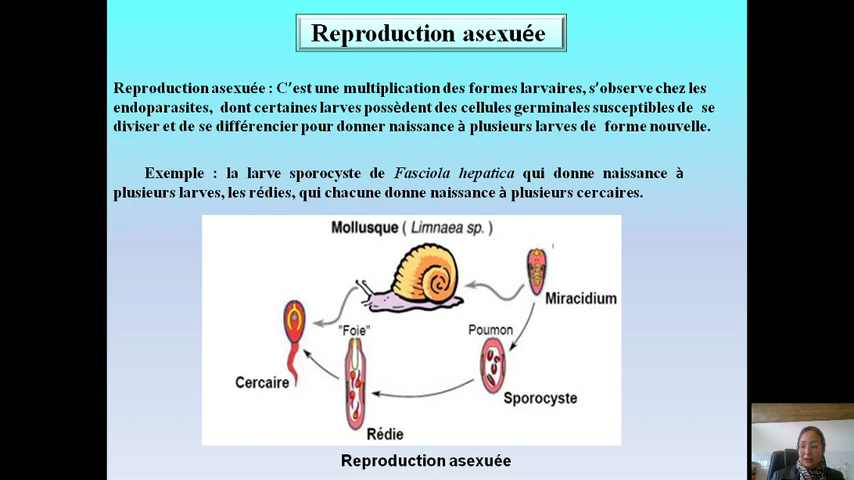 Reproduction asexuée
Reproduction asexuée : C’est une multiplication des formes larvaires, s’observe chez les
endoparasites, dont certaines larves possèdent des cellules germinales susceptibles de se
diviser et de se différencier pour donner naissance à plusieurs larves de forme nouvelle.
Exemple : la larve sporocyste de Fasciola hepatica qui donne naissance à
plusieurs larves, les rédies, qui chacune donne naissance à plusieurs cercaires.
Mollusque ( Limnaea sp. )
Miracidium
"Foie"
Poumon
Cercaire
Sporocyste
Rédie
Reproduction asexuée